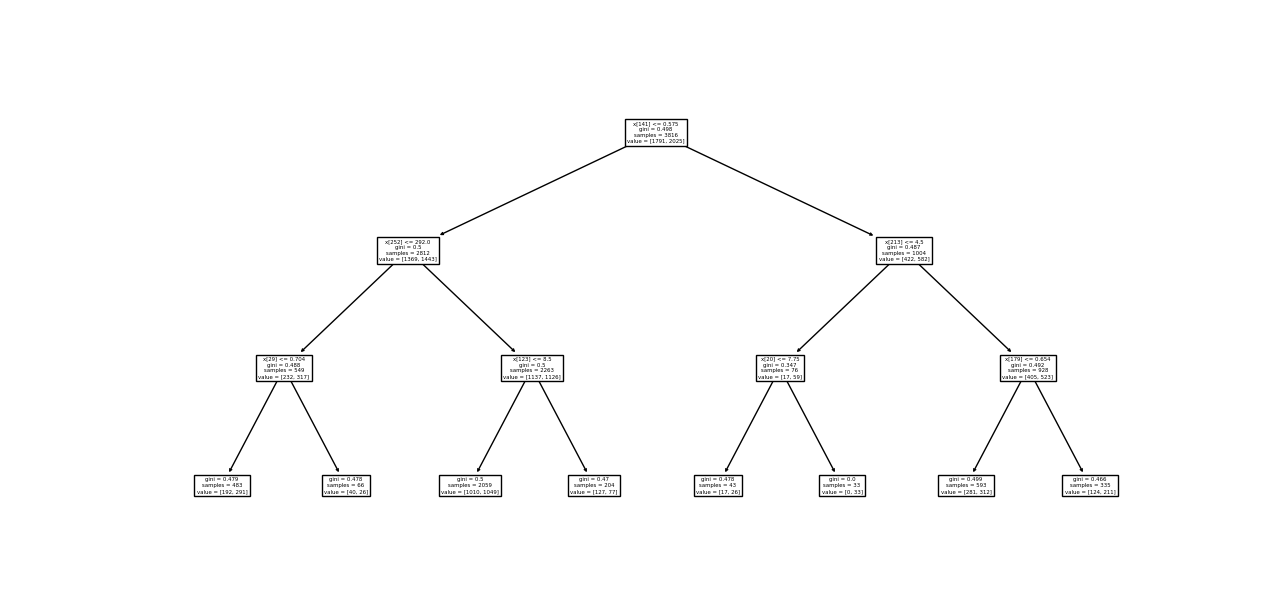 x[141] <= 0.575
gini = 0.498
samples = 3816
value = [1791, 2025]
x[252] <= 292.0
gini = 0.5
samples = 2812
value = [1369, 1443]
x[213] <= 4.5
gini = 0.487
samples = 1004
value = [422, 582]
x[29] <= 0.704
gini = 0.488
samples = 549
value = [232, 317]
x[123] <= 8.5
gini = 0.5
samples = 2263
value = [1137, 1126]
x[20] <= 7.75
gini = 0.347
samples = 76
value = [17, 59]
x[179] <= 0.654
gini = 0.492
samples = 928
value = [405, 523]
gini = 0.479
samples = 483
value = [192, 291]
gini = 0.478
samples = 66
value = [40, 26]
gini = 0.5
samples = 2059
value = [1010, 1049]
gini = 0.47
samples = 204
value = [127, 77]
gini = 0.478
samples = 43
value = [17, 26]
gini = 0.0
samples = 33
value = [0, 33]
gini = 0.499
samples = 593
value = [281, 312]
gini = 0.466
samples = 335
value = [124, 211]